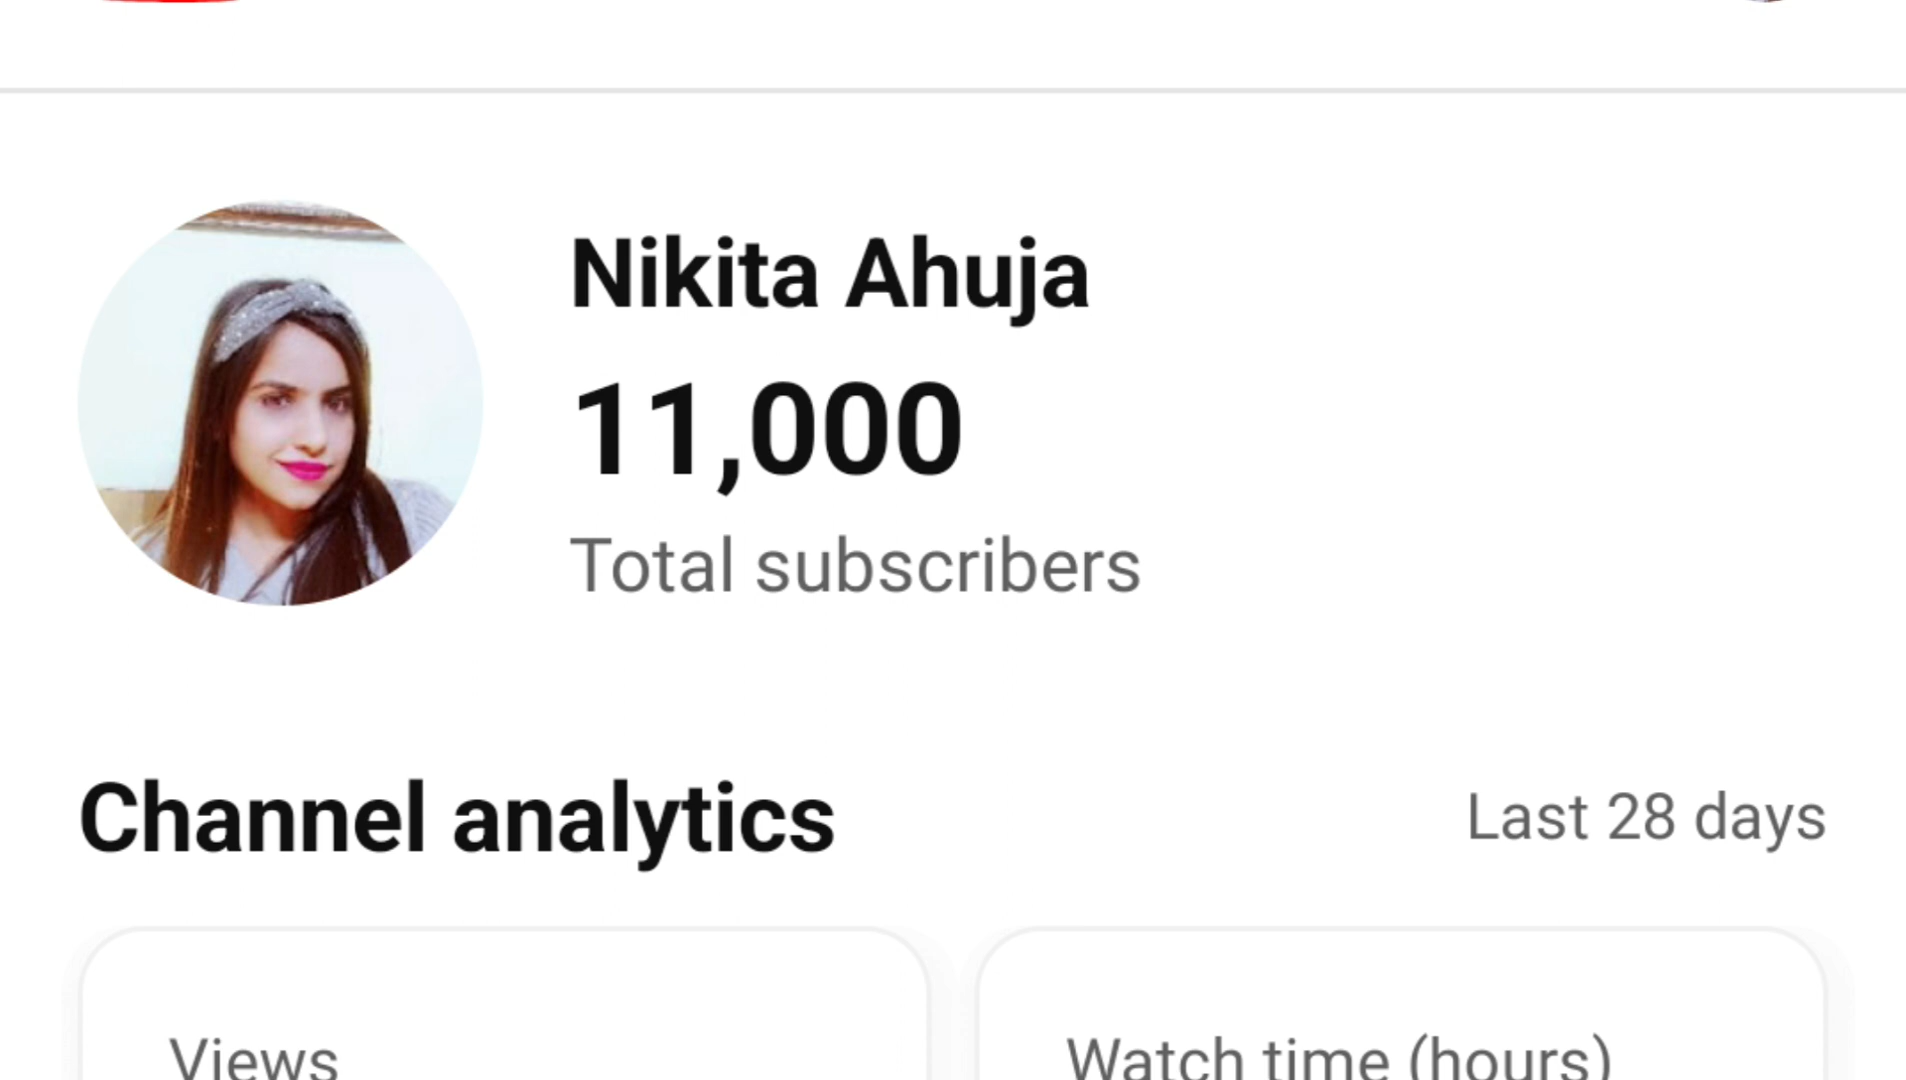 Nikita Ahuja
11,000
Total subscribers
Channel analytics
Last 28 days
Views
Watch time (hours)